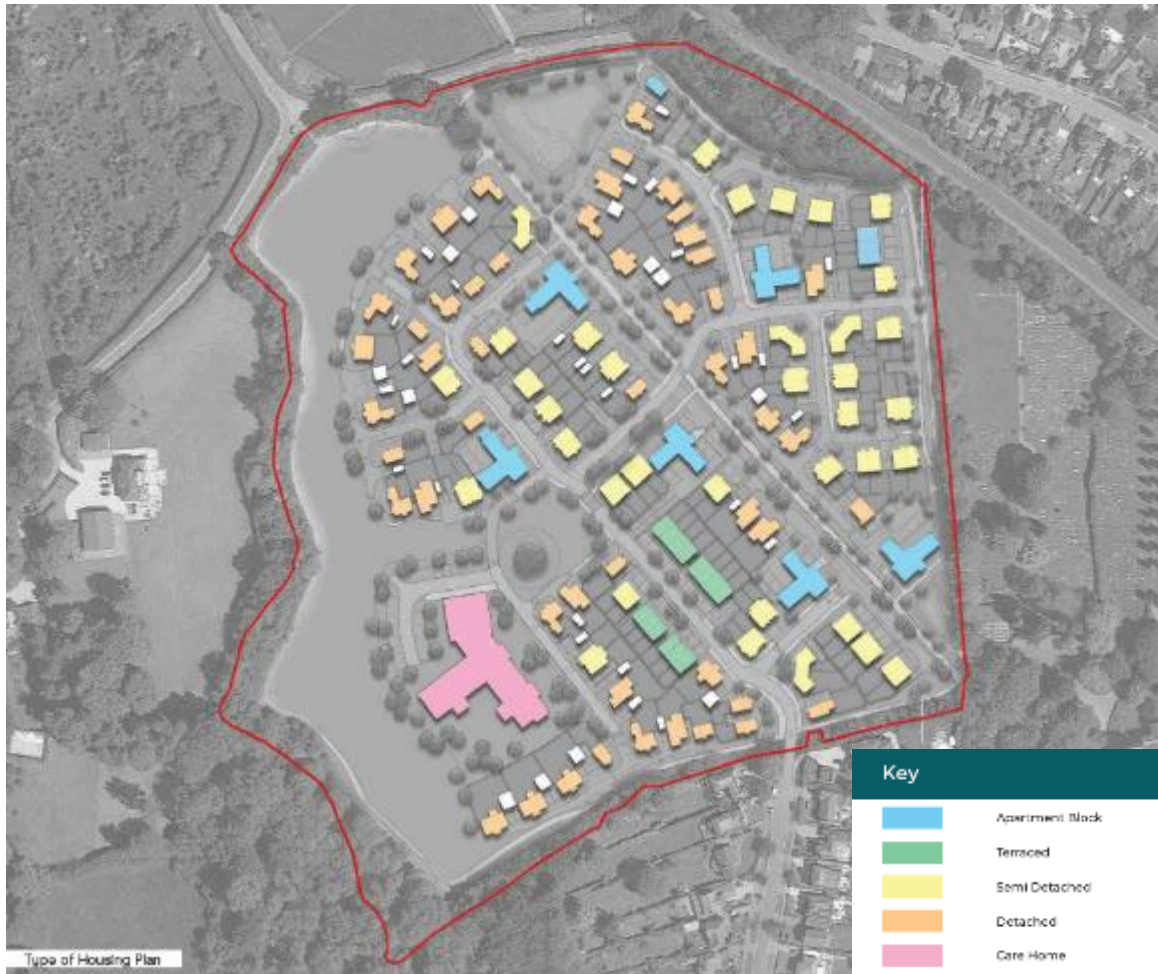 Key
Apartment Block
Terraced
Semi Detached
Detached
Care Home
Type of Housing Plan